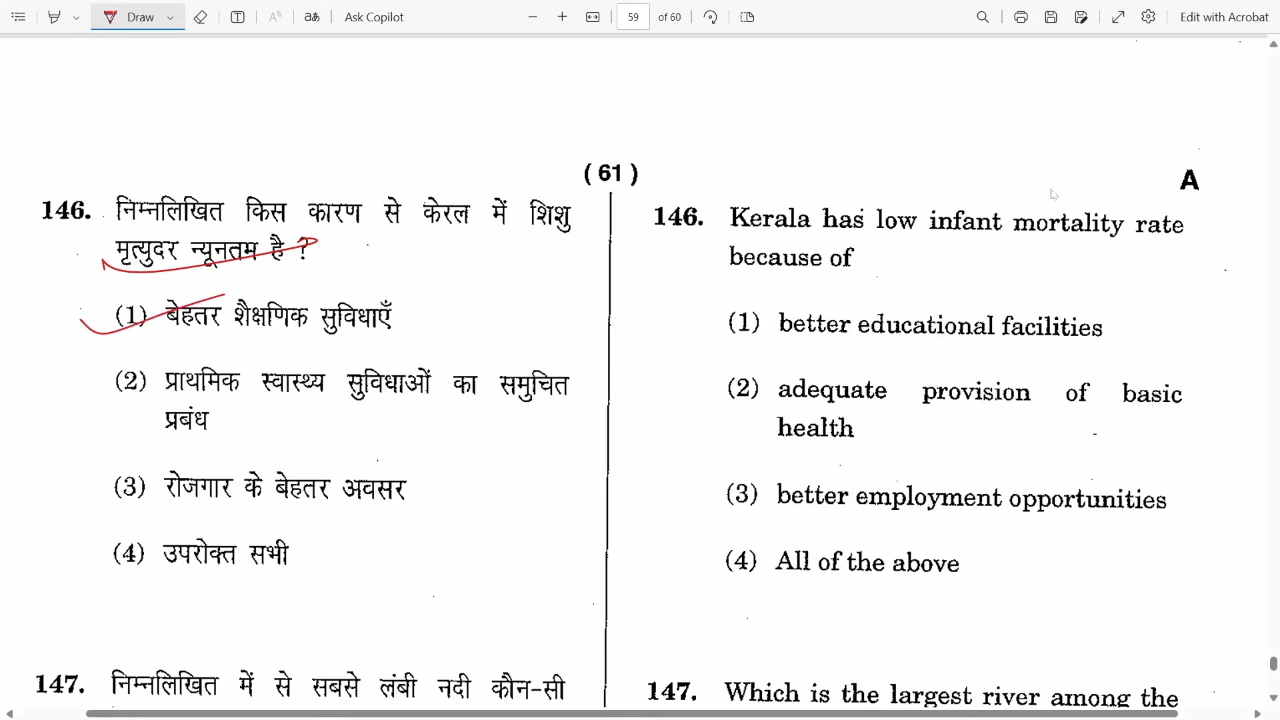 Draw
Ask Copilot
59
of 60
Edit with Acrobat
( 61 )
A
146. निम्नलिखित किस कारण से केरल में शिशु
मृत्युदर न्यूनतम है ?
(1) बेहतर शैक्षणिक सुविधाएँ
(2) प्राथमिक स्वास्थ्य सुविधाओं का समुचित
प्रबंध
(3) रोजगार के बेहतर अवसर
(4) उपरोक्त सभी
147. निम्नलिखित में से सबसे लंबी नदी कौन-सी
146. Kerala has low infant mortality rate
because of
(1) better educational facilities
(2) adequate provision of basic
health
(3) better employment opportunities
(4) All of the above
147. Which is the largest river among the